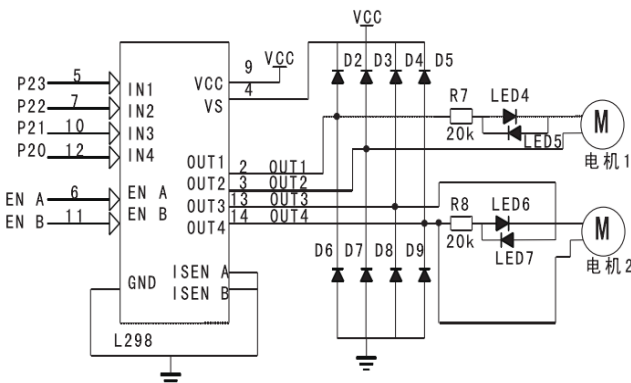 VCC
P23 5 IN1
P22 7 IN2
P21 10 IN3
P20 12 IN4
EN A 6 EN A
EN B 11 EN B
VCC 9 VCC
VS 4
OUT1 2 OUT1
OUT2 3 OUT2
OUT3 13 OUT3
OUT4 14 OUT4
GND
ISEN A
ISEN B
L298
D2 D3 D4 D5
D6 D7 D8 D9
R7
20k
LED4
LED5
M
电机1
R8
20k
LED6
LED7
M
电机2